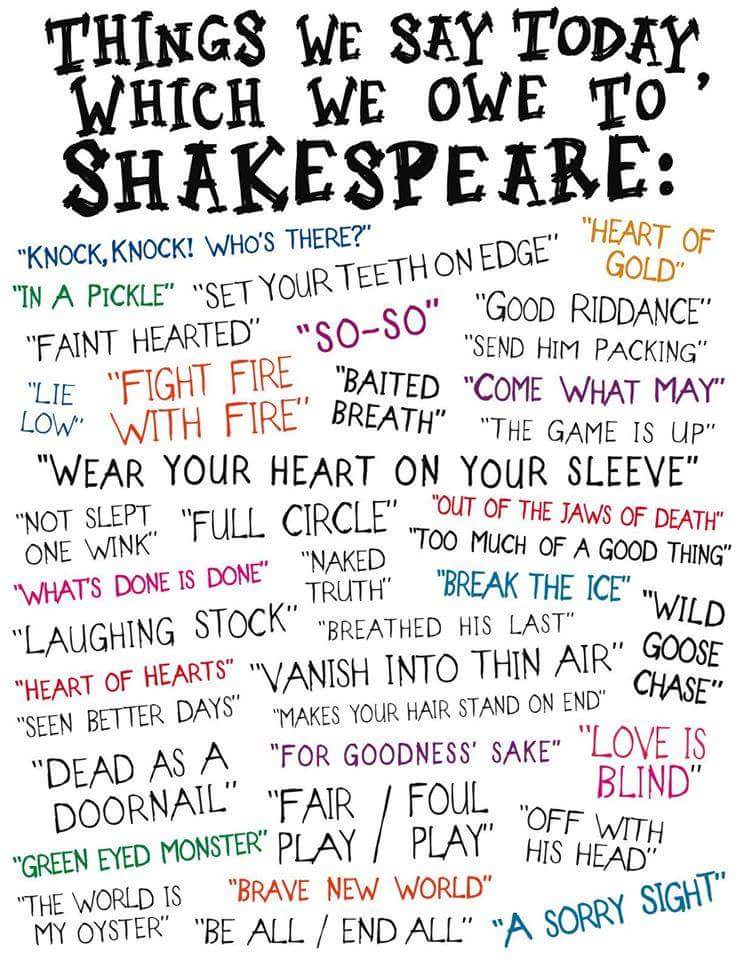 THINGS WE SAY TODAY,
WHICH WE OWE TO
SHAKESPEARE:
"KNOCK, KNOCK! WHO'S THERE?"
"HEART OF
GOLD"
"IN A PICKLE"
"SET YOUR TEETH ON EDGE"
"FAINT HEARTED"
"SO-SO"
"GOOD RIDDANCE"
"SEND HIM PACKING"
"LIE
LOW"
"FIGHT FIRE
WITH FIRE"
"BAITED
BREATH"
"COME WHAT MAY"
"THE GAME IS UP"
"WEAR YOUR HEART ON YOUR SLEEVE"
"NOT SLEPT
ONE WINK"
"FULL CIRCLE"
"OUT OF THE JAWS OF DEATH"
"TOO MUCH OF A GOOD THING"
"WHAT'S DONE IS DONE"
"NAKED
TRUTH"
"BREAK THE ICE"
"WILD
GOOSE
CHASE"
"LAUGHING STOCK"
"BREATHED HIS LAST"
"HEART OF HEARTS"
"VANISH INTO THIN AIR"
"SEEN BETTER DAYS"
"MAKES YOUR HAIR STAND ON END"
"DEAD AS A
DOORNAIL"
"FOR GOODNESS' SAKE"
"LOVE IS
BLIND"
"FAIR / FOUL
PLAY / PLAY"
"OFF WITH
HIS HEAD"
"GREEN EYED MONSTER"
"THE WORLD IS
MY OYSTER"
"BRAVE NEW WORLD"
"BE ALL / END ALL"
"A SORRY SIGHT"